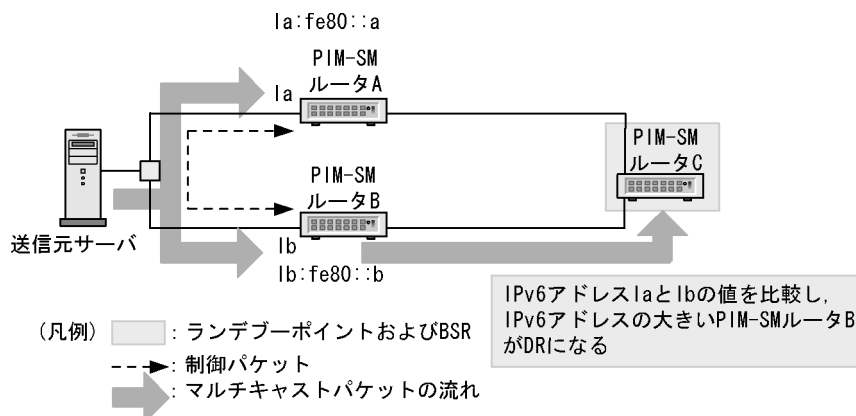 Ia:fe80::a
PIM-SM
ルータA
Ia
PIM-SM
ルータC
PIM-SM
ルータB
送信元サーバ
Ib
Ib:fe80::b
IPv6アドレスIaとIbの値を比較し，
IPv6アドレスの大きいPIM-SMルータB
がDRになる
（凡例）
：ランデブーポイントおよびBSR
：制御パケット
：マルチキャストパケットの流れ